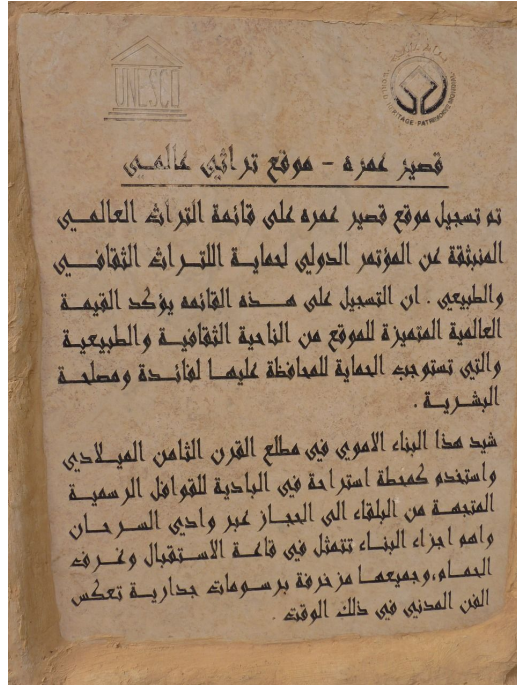 UNESCO
HERITAGE · PATRIMOINE
قصير عمره - موقع تراثي عالمي
تم تسجيل موقع قصير عمره على قائمة التراث العالمي
المنبثقة عن المؤتمر الدولي لحماية اللتراث الثقافي
والطبيعي . ان التسجيل على هذه القائمه يؤكد القيمة
العالمية المتميزة للموقع من الناحية الثقافية والطبيعية
والتي تستوجب الحماية للمحافظة عليها لفائدة ومصلحة
البشرية .
شيد هذا البناء الاموي في مطلع القرن الثامن الميلادي
واستخدم كمحطة استراحة في البادية للقوافل الرسمية
المتجهة من البلقاء الى الحجاز عبر وادي السرحان
واهم اجزاء البناء تتمثل في قاعة الاستقبال وغرف
الحمام،وجميعها مزخرفة برسومات جدارية تعكس
الفن المدني في ذلك الوقت .